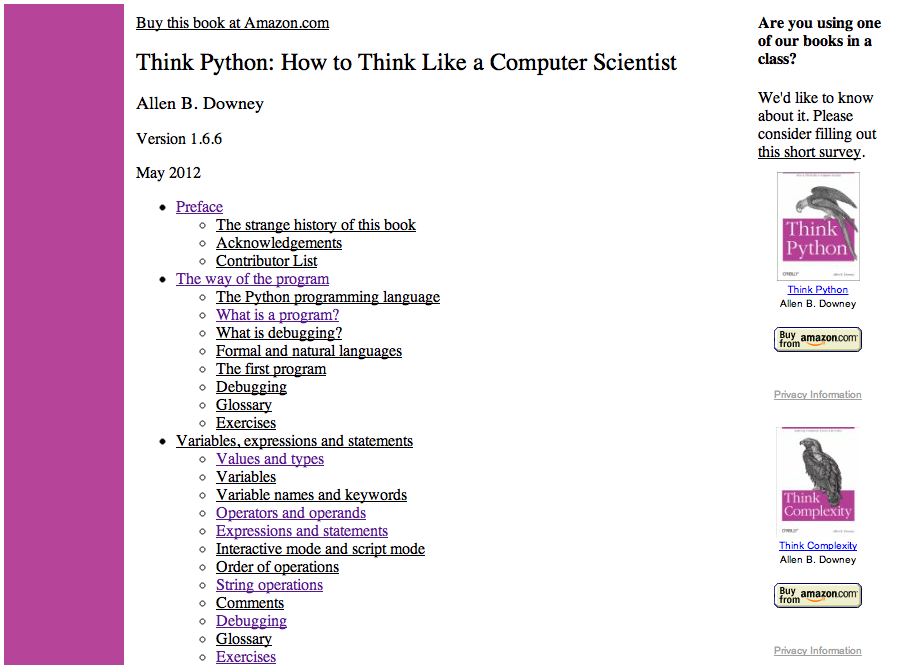 Buy this book at Amazon.com
Think Python: How to Think Like a Computer Scientist
Allen B. Downey
Version 1.6.6
May 2012
Preface
The strange history of this book
Acknowledgements
Contributor List
The way of the program
The Python programming language
What is a program?
What is debugging?
Formal and natural languages
The first program
Debugging
Glossary
Exercises
Variables, expressions and statements
Values and types
Variables
Variable names and keywords
Operators and operands
Expressions and statements
Interactive mode and script mode
Order of operations
String operations
Comments
Debugging
Glossary
Exercises
Are you using one
of our books in a
class?
We'd like to know
about it. Please
consider filling out
this short survey.
Think
Python
O'REILLY
Think Python
Allen B. Downey
Buy
from amazon.com
Privacy Information
Think
Complexity
O'REILLY
Think Complexity
Allen B. Downey
Buy
from amazon.com
Privacy Information